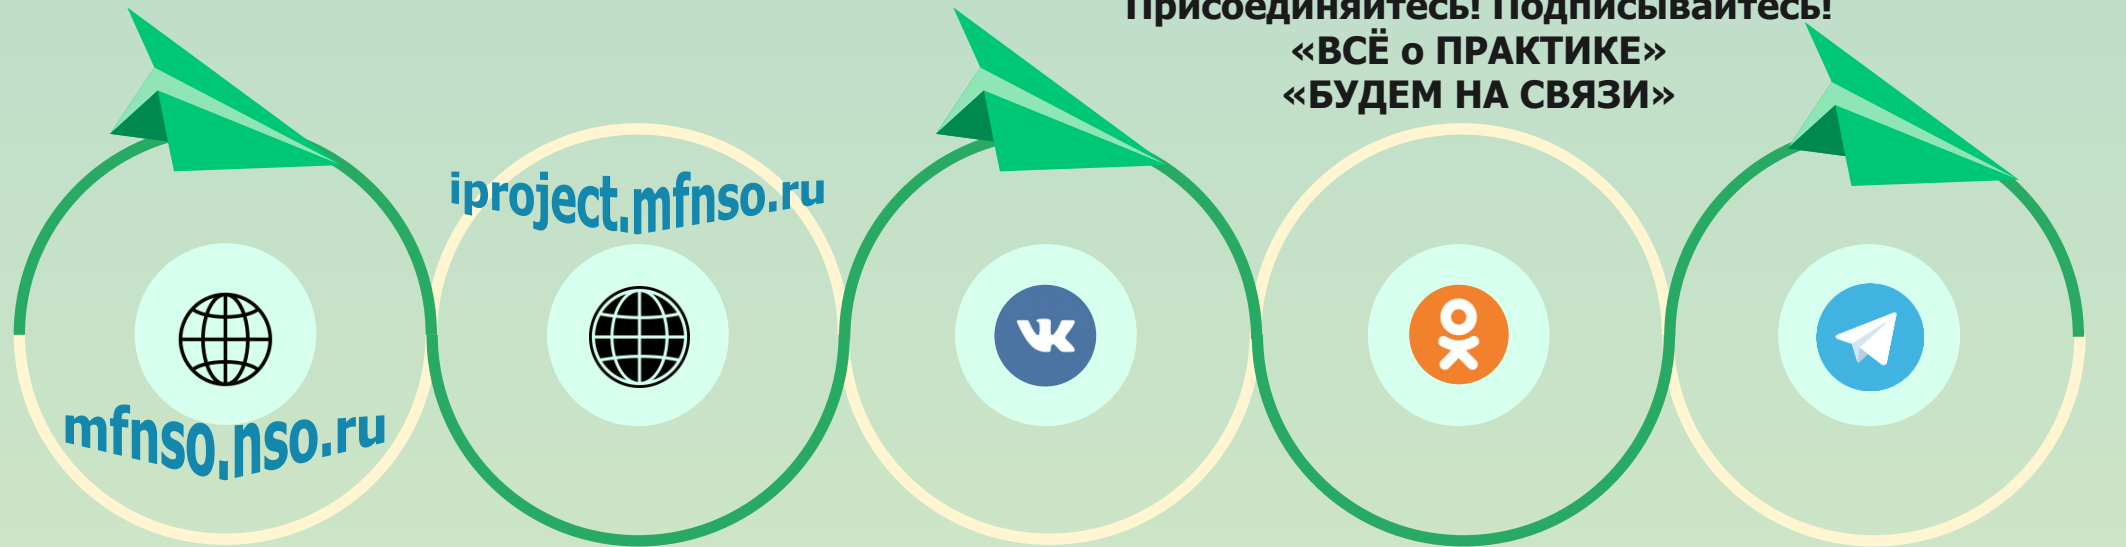 Присоединяйтесь! Подписывайтесь!
«ВСЁ о ПРАКТИКЕ»
«БУДЕМ НА СВЯЗИ»
iproject.mfnso.ru
mfnso.nso.ru